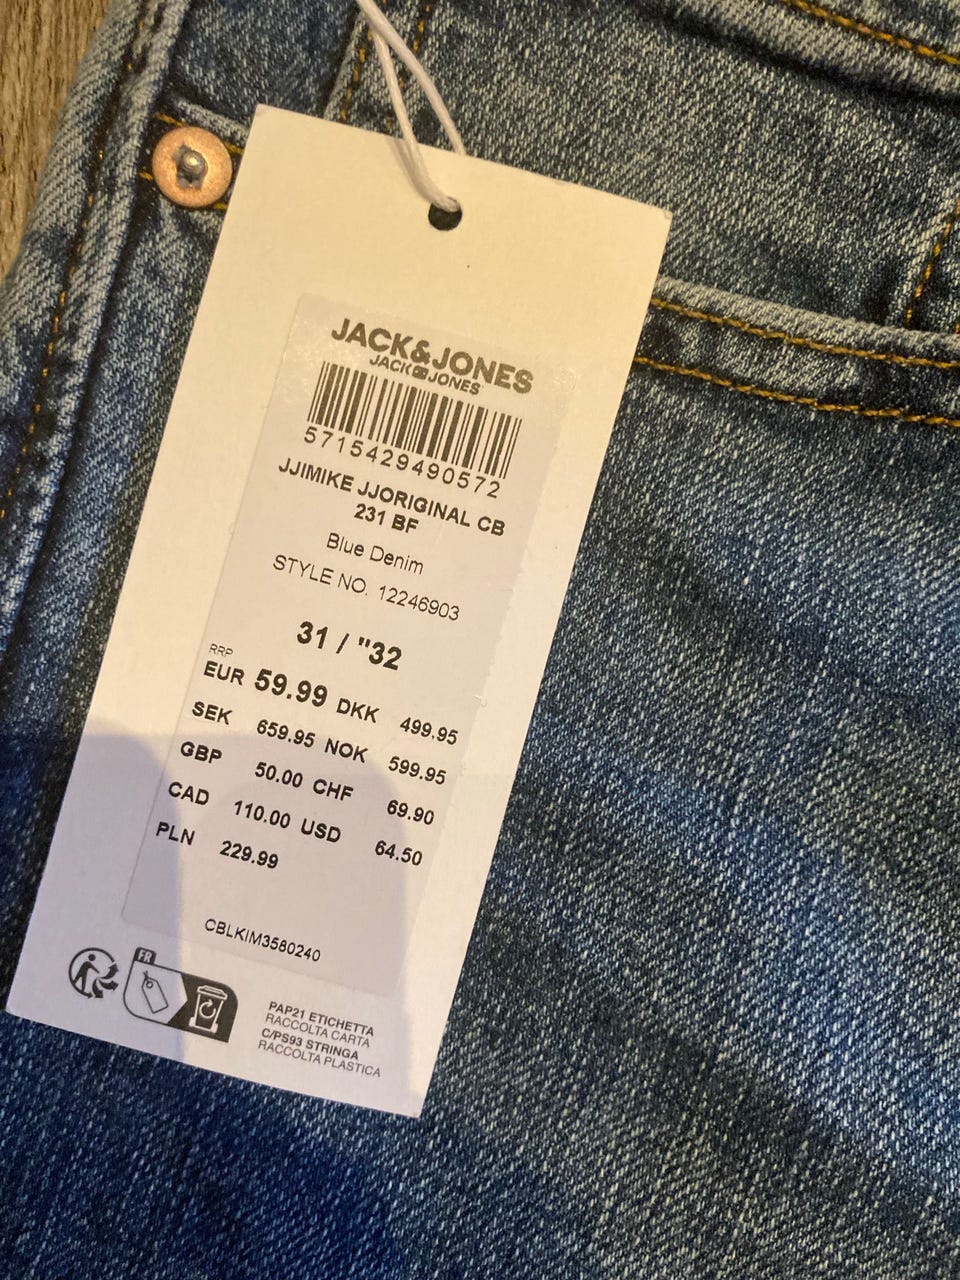 JACK&JONES
JACK&JONES
5715429490572
JJIMIKE JJORIGINAL CB
231 BF
Blue Denim
STYLE NO. 12246903
31 / "32
RRP
EUR 59.99 DKK 499.95
SEK 659.95 NOK 599.95
GBP 50.00 CHF 69.90
CAD 110.00 USD 64.50
PLN 229.99
CBLKIM3580240
FR
PAP21 ETICHETTA
RACCOLTA CARTA
C/PS93 STRINGA
RACCOLTA PLASTICA